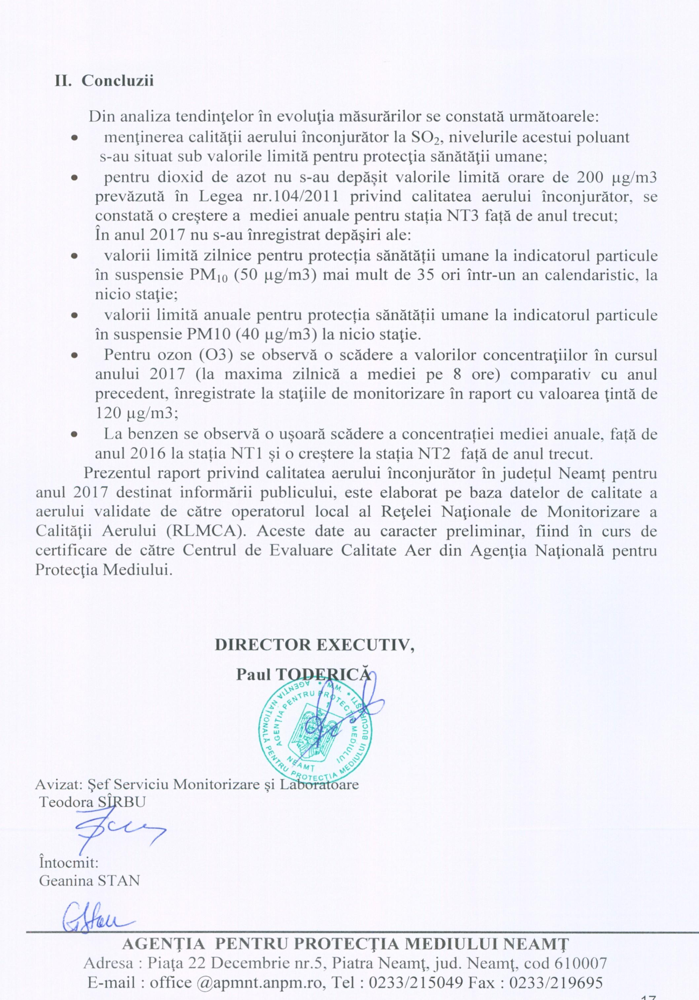 II. Concluzii
Din analiza tendinţelor în evoluţia măsurărilor se constată următoarele:
• menţinerea calităţii aerului înconjurător la SO₂, nivelurile acestui poluant
s-au situat sub valorile limită pentru protecţia sănătăţii umane;
• pentru dioxid de azot nu s-au depășit valorile limită orare de 200 µg/m3
prevăzută în Legea nr.104/2011 privind calitatea aerului înconjurător, se
constată o creștere a mediei anuale pentru stația NT3 față de anul trecut;
În anul 2017 nu s-au înregistrat depăşiri ale:
• valorii limită zilnice pentru protecția sănătății umane la indicatorul particule
în suspensie PM₁₀ (50 µg/m3) mai mult de 35 ori într-un an calendaristic, la
nicio staţie;
• valorii limită anuale pentru protecția sănătății umane la indicatorul particule
în suspensie PM10 (40 µg/m3) la nicio staţie.
• Pentru ozon (O3) se observă o scădere a valorilor concentraţiilor în cursul
anului 2017 (la maxima zilnică a mediei pe 8 ore) comparativ cu anul
precedent, înregistrate la staţiile de monitorizare în raport cu valoarea ţintă de
120 µg/m3;
• La benzen se observă o ușoară scădere a concentrației mediei anuale, față de
anul 2016 la stația NT1 și o creștere la stația NT2 față de anul trecut.
Prezentul raport privind calitatea aerului înconjurător în județul Neamț pentru
anul 2017 destinat informării publicului, este elaborat pe baza datelor de calitate a
aerului validate de către operatorul local al Reţelei Naţionale de Monitorizare a
Calităţii Aerului (RLMCA). Aceste date au caracter preliminar, fiind în curs de
certificare de către Centrul de Evaluare Calitate Aer din Agenţia Naţională pentru
Protecţia Mediului.
DIRECTOR EXECUTIV,
Paul TODERICĂ
AGENȚIA NAȚIONALĂ PENTRU PROTECȚIA MEDIULUI BUCUREȘTI * M.M. *
AGENȚIA PENTRU PROTECȚIA MEDIULUI
NEAMȚ
1
Avizat: Şef Serviciu Monitorizare și Laboratoare
Teodora SÎRBU
Întocmit:
Geanina STAN
GStan
AGENŢIA PENTRU PROTECŢIA MEDIULUI NEAMŢ
Adresa : Piaţa 22 Decembrie nr.5, Piatra Neamţ, jud. Neamţ, cod 610007
E-mail : office @apmnt.anpm.ro, Tel : 0233/215049 Fax : 0233/219695
17